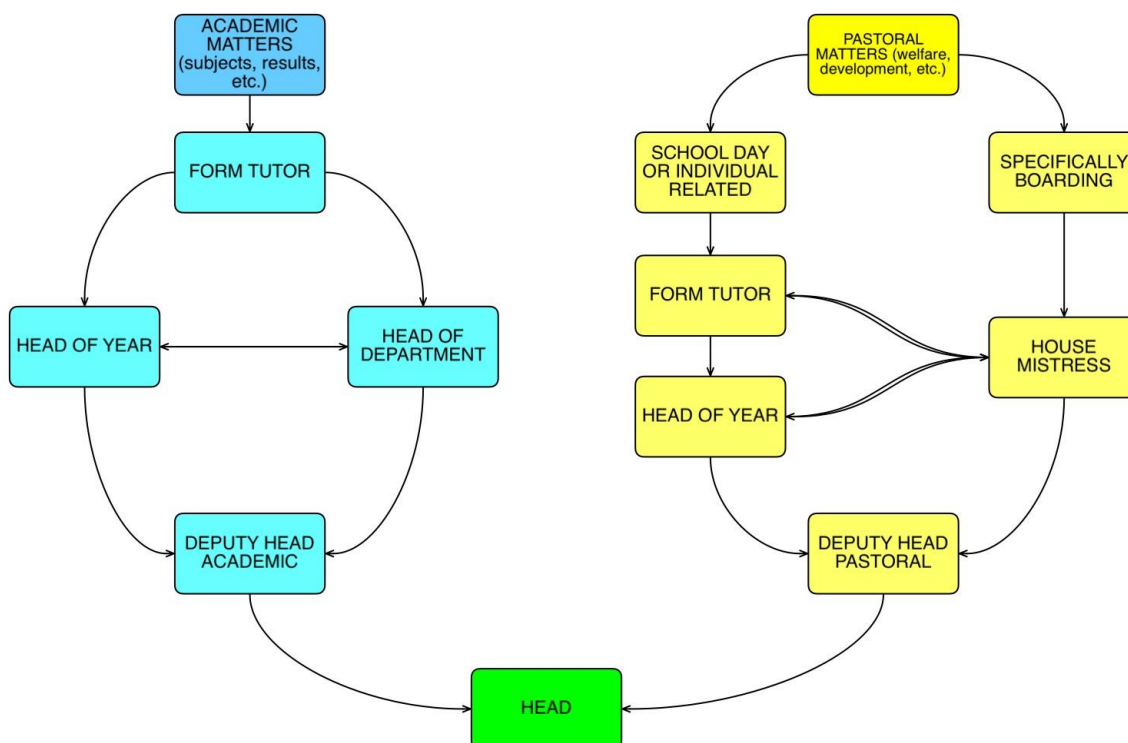 ACADEMIC
MATTERS
(subjects, results,
etc.)
FORM TUTOR
HEAD OF YEAR
HEAD OF
DEPARTMENT
DEPUTY HEAD
ACADEMIC
PASTORAL
MATTERS (welfare,
development, etc.)
SCHOOL DAY
OR INDIVIDUAL
RELATED
SPECIFICALLY
BOARDING
FORM TUTOR
HOUSE
MISTRESS
HEAD OF YEAR
DEPUTY HEAD
PASTORAL
HEAD